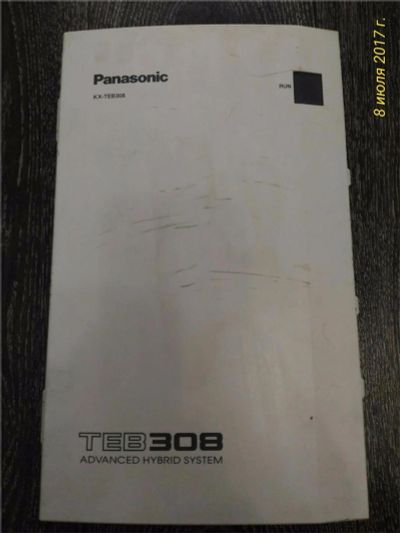 Panasonic
KX-TEB308
RUN
TEB308
ADVANCED HYBRID SYSTEM
8 июля 2017 г.